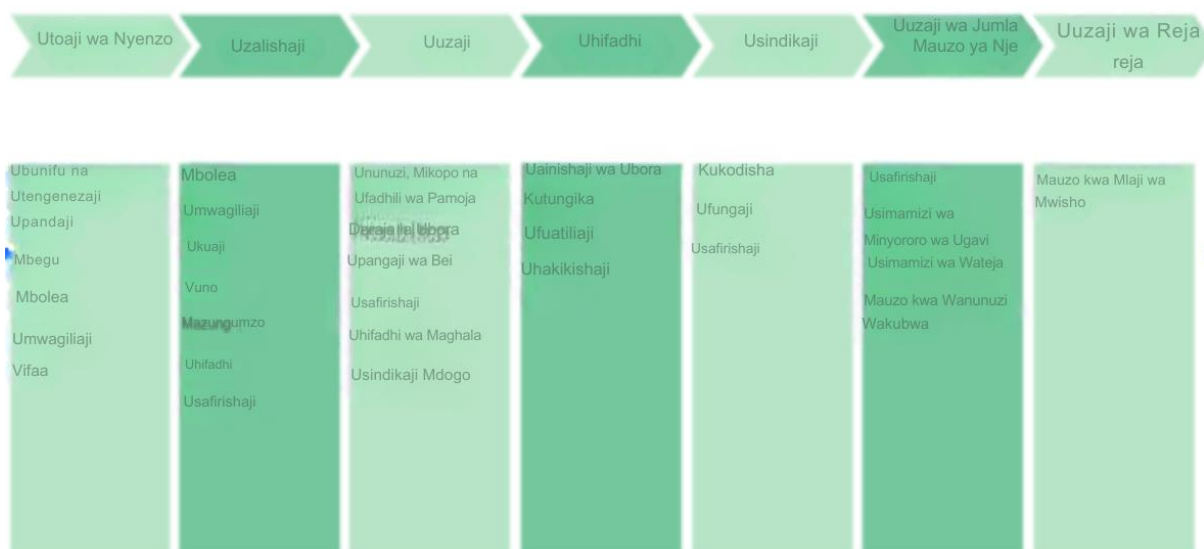 Utoaji wa Nyenzo
Uzalishaji
Uuzaji
Uhifadhi
Usindikaji
Uuzaji wa Jumla
Mauzo ya Nje
Uuzaji wa Reja
reja
Ubunifu na
Utengenezaji
Upandaji
Mbegu
Mbolea
Umwagiliaji
Vifaa
Mbolea
Umwagiliaji
Ukuaji
Vuno
Mazungumzo
Uhifadhi
Usafirishaji
Ununuzi, Mikopo na
Ufadhili wa Pamoja
Ubora
Upangaji wa Bei
Usafirishaji
Uhifadhi wa Maghala
Usindikaji Mdogo
Uainishaji wa Ubora
Kutungika
Ufuatiliaji
Uhakikishaji
Kukodisha
Ufungaji
Usafirishaji
Usafirishaji
Usimamizi wa
Minyororo wa Ugavi
Usimamizi wa Wateja
Mauzo kwa Wanunuzi
Wakubwa
Mauzo kwa Mlaji wa
Mwisho